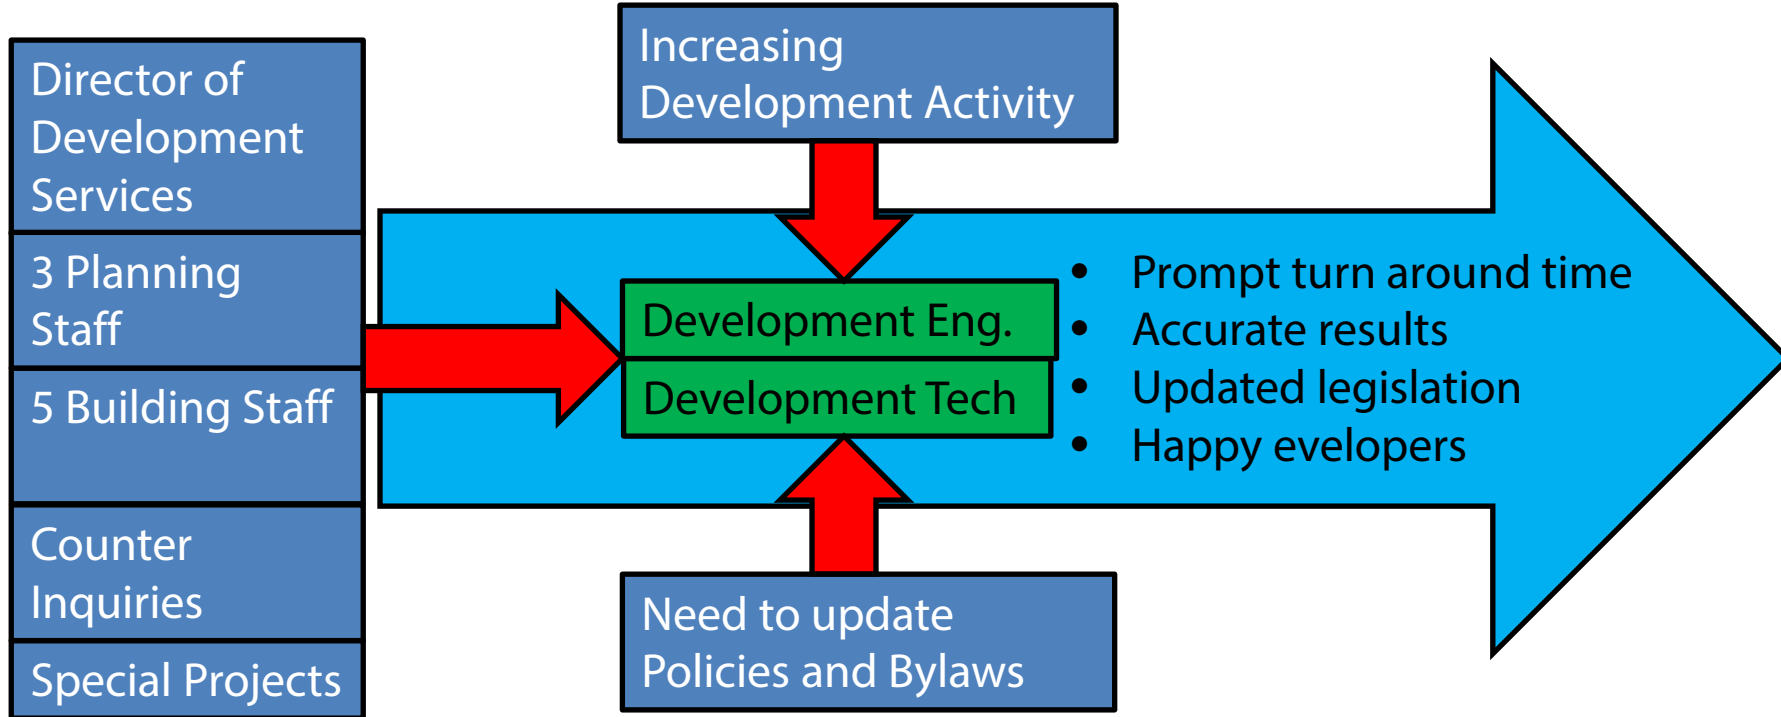 Director of
Development
Services
3 Planning
Staff
5 Building Staff
Counter
Inquiries
Special Projects
Increasing
Development Activity
Development Eng.
Development Tech
Need to update
Policies and Bylaws
• Prompt turn around time
• Accurate results
• Updated legislation
• Happy evelopers